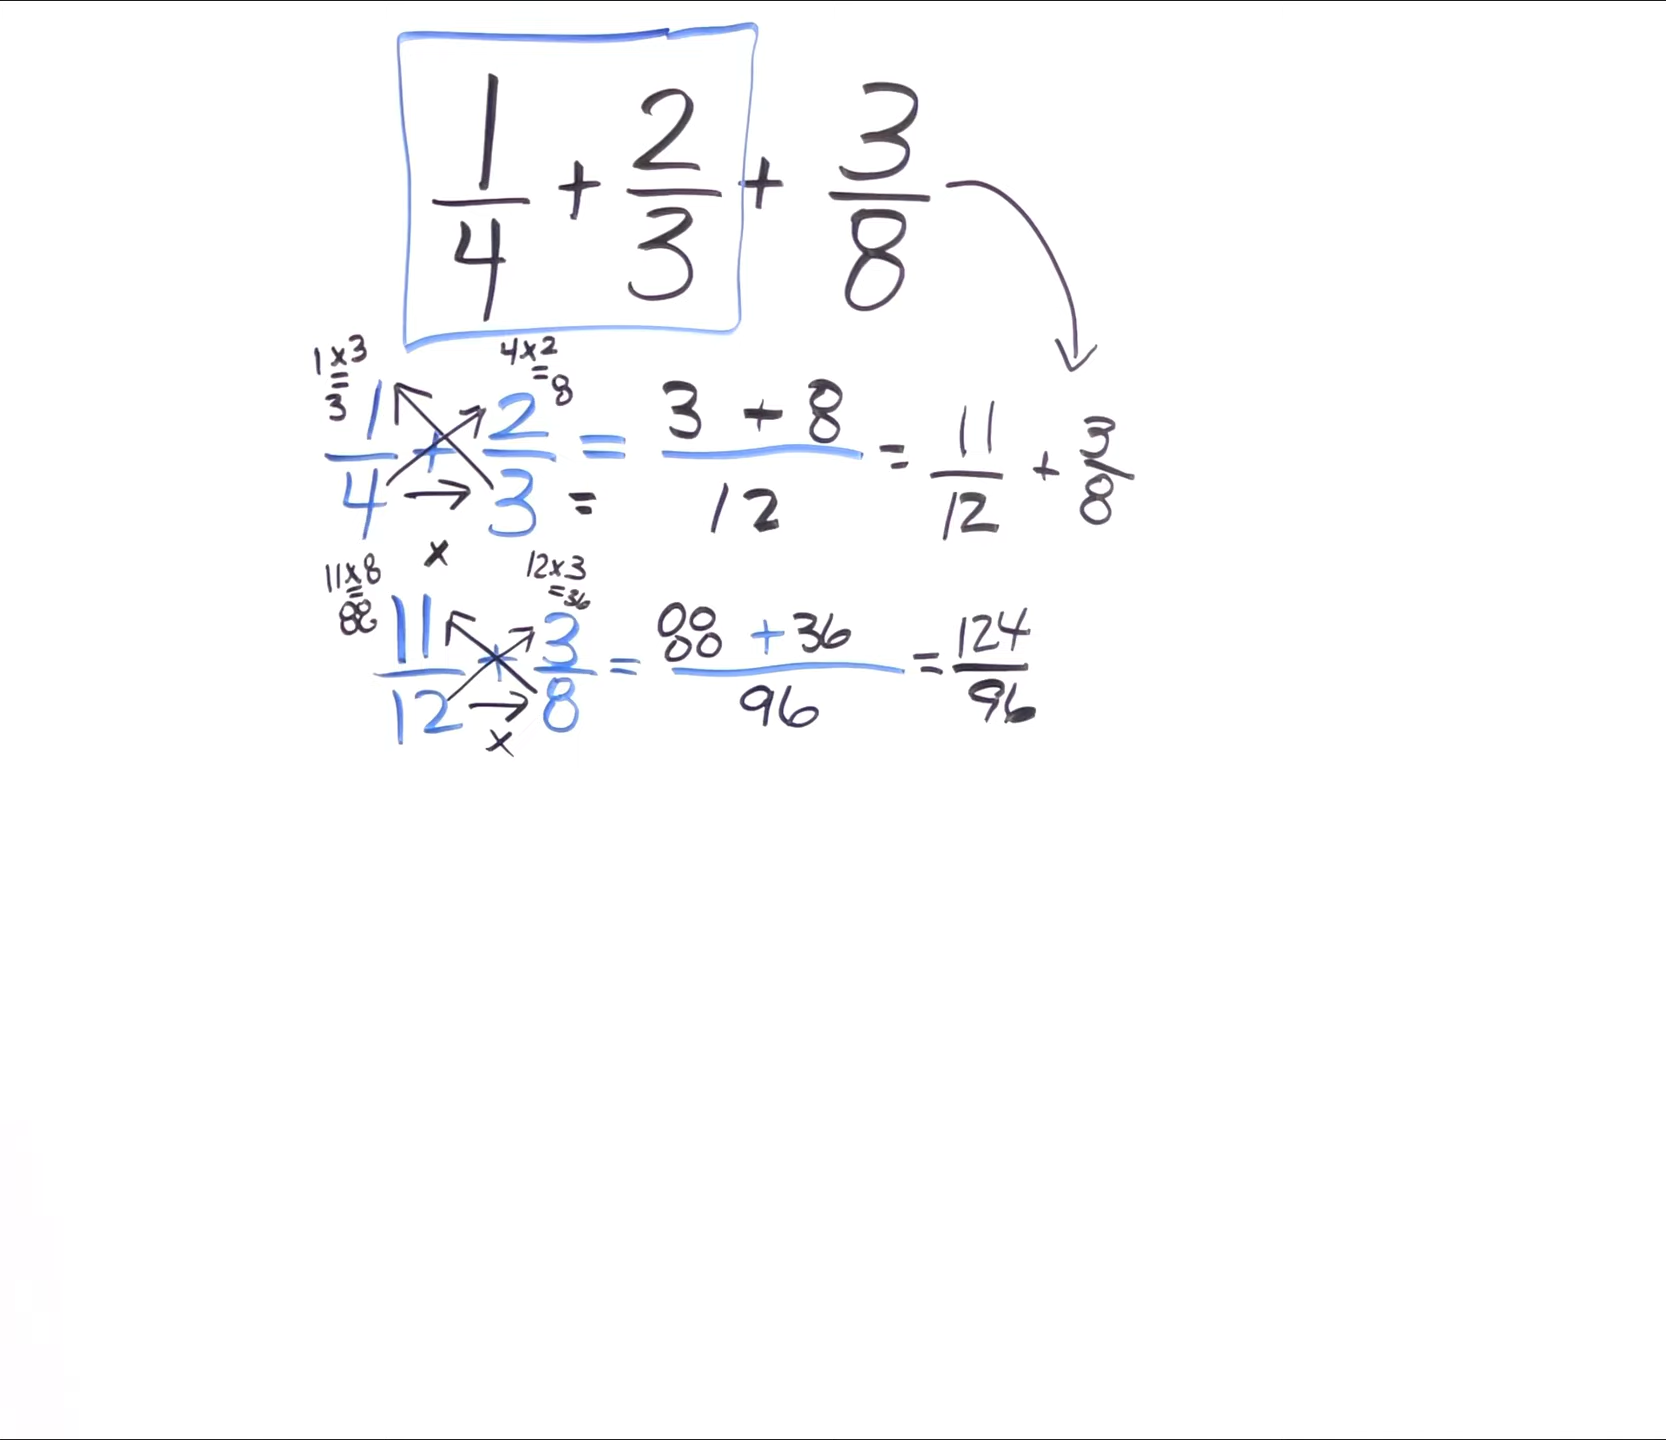 1/4 + 2/3 + 3/8
1x3 = 3 4x2 = 8
1/4 + 2/3 = = 3 + 8 / 12 = 11/12 + 3/8
x
11x8 = 88 12x3 = 36
11/12 + 3/8 = 88 + 36 / 96 = 124/96
x